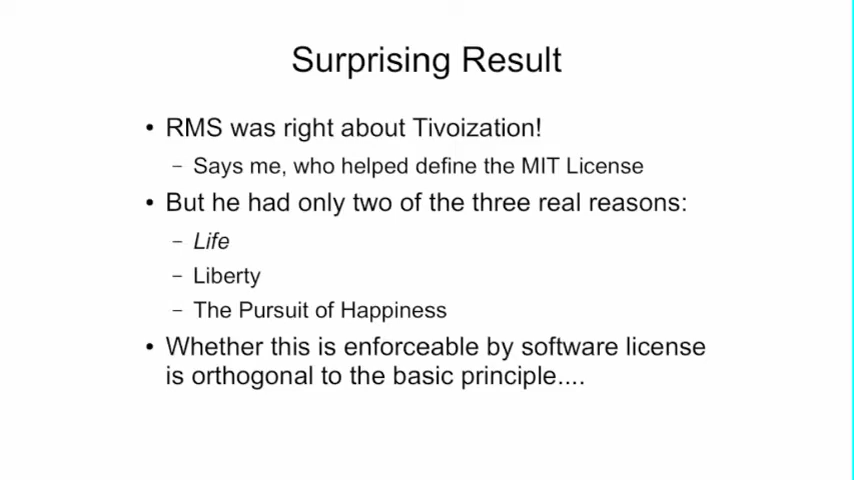 Surprising Result
• RMS was right about Tivoization!
– Says me, who helped define the MIT License
• But he had only two of the three real reasons:
– Life
– Liberty
– The Pursuit of Happiness
• Whether this is enforceable by software license
is orthogonal to the basic principle....